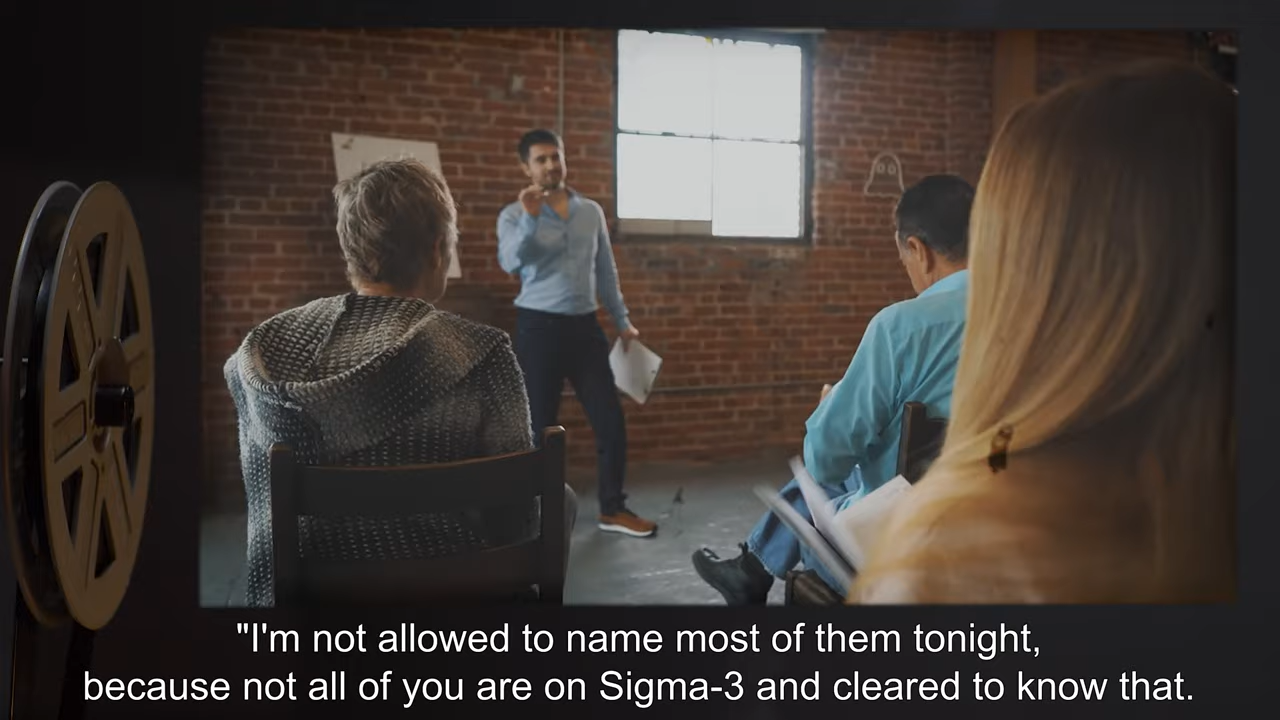 "I'm not allowed to name most of them tonight,
because not all of you are on Sigma-3 and cleared to know that.